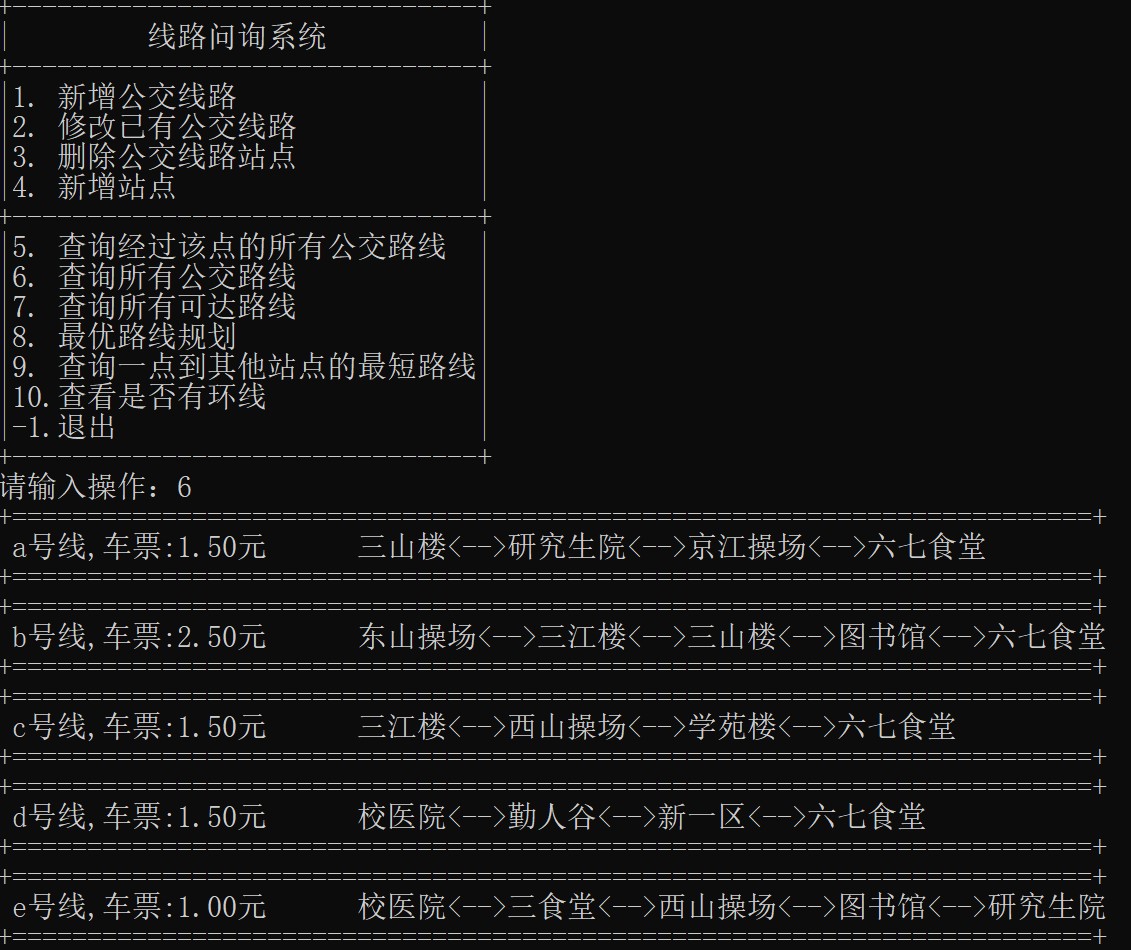 +-------------------------------+
|         线路问询系统          |
+-------------------------------+
|1. 新增公交线路                |
|2. 修改已有公交线路            |
|3. 删除公交线路站点            |
|4. 新增站点                    |
+-------------------------------+
|5. 查询经过该点的所有公交路线  |
|6. 查询所有公交路线            |
|7. 查询所有可达路线            |
|8. 最优路线规划                |
|9. 查询一点到其他站点的最短路线|
|10.查看是否有环线              |
|-1.退出                        |
+-------------------------------+
请输入操作：6
+========================================================================+
 a号线,车票:1.50元      三山楼<-->研究生院<-->京江操场<-->六七食堂
+========================================================================+
+========================================================================+
 b号线,车票:2.50元      东山操场<-->三江楼<-->三山楼<-->图书馆<-->六七食堂
+========================================================================+
+========================================================================+
 c号线,车票:1.50元      三江楼<-->西山操场<-->学苑楼<-->六七食堂
+========================================================================+
+========================================================================+
 d号线,车票:1.50元      校医院<-->勤人谷<-->新一区<-->六七食堂
+========================================================================+
+========================================================================+
 e号线,车票:1.00元      校医院<-->三食堂<-->西山操场<-->图书馆<-->研究生院
+========================================================================+